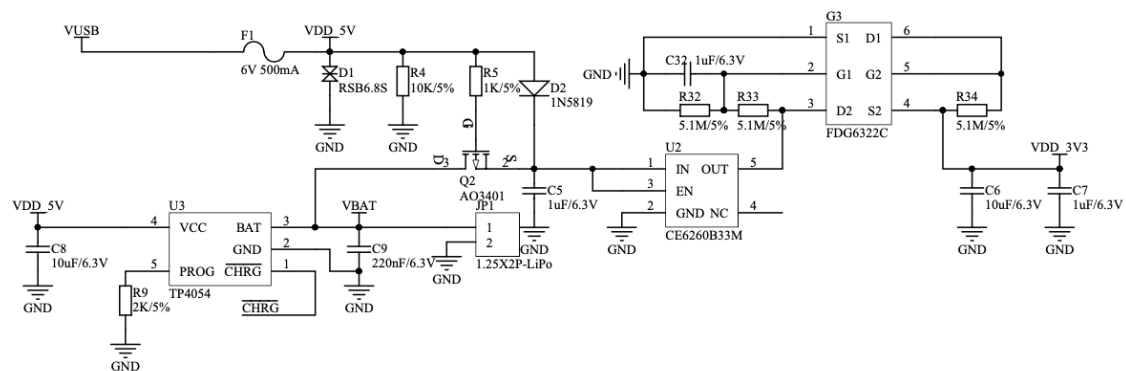 VUSB
F1
6V 500mA
VDD_5V
D1
RSB6.8S
GND
R4
10K/5%
GND
R5
1K/5%
D2
1N5819
G
D
S
3
2
Q2
AO3401
C5
1uF/6.3V
GND
GND
C32 1uF/6.3V
R32
5.1M/5%
R33
5.1M/5%
G3
1 S1 D1 6
2 G1 G2 5
3 D2 S2 4
FDG6322C
R34
5.1M/5%
VDD_3V3
C6
10uF/6.3V
GND
C7
1uF/6.3V
GND
U2
1 IN OUT 5
3 EN
2 GND NC 4
CE6260B33M
GND
VDD_5V
C8
10uF/6.3V
GND
U3
4 VCC BAT 3
GND 2
5 PROG CHRG 1
TP4054
R9
2K/5%
GND
CHRG
VBAT
C9
220nF/6.3V
GND
JP1
1
2
1.25X2P-LiPo
GND